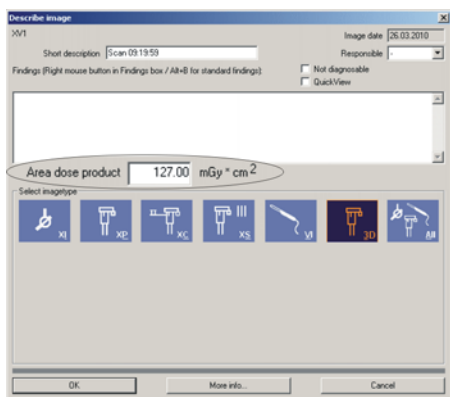 Describe image
XV1
Image date 26.03.2010
Short description Scan 09:19:59
Responsible -
Findings (Right mouse button in Findings box / Alt+B for standard findings):
Not diagnosable
QuickView
Area dose product 127.00 mGy * cm 2
Select imagetype
XI XP XC XS VI 3D All
OK More info... Cancel